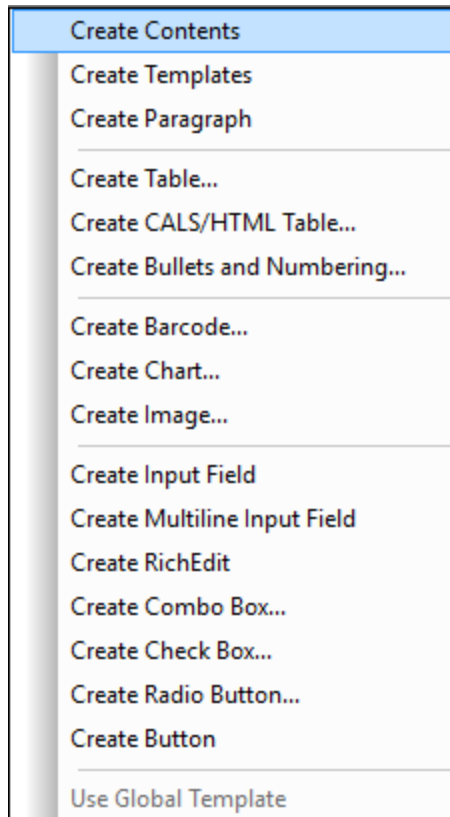 Create Contents
Create Templates
Create Paragraph
Create Table...
Create CALS/HTML Table...
Create Bullets and Numbering...
Create Barcode...
Create Chart...
Create Image...
Create Input Field
Create Multiline Input Field
Create RichEdit
Create Combo Box...
Create Check Box...
Create Radio Button...
Create Button
Use Global Template